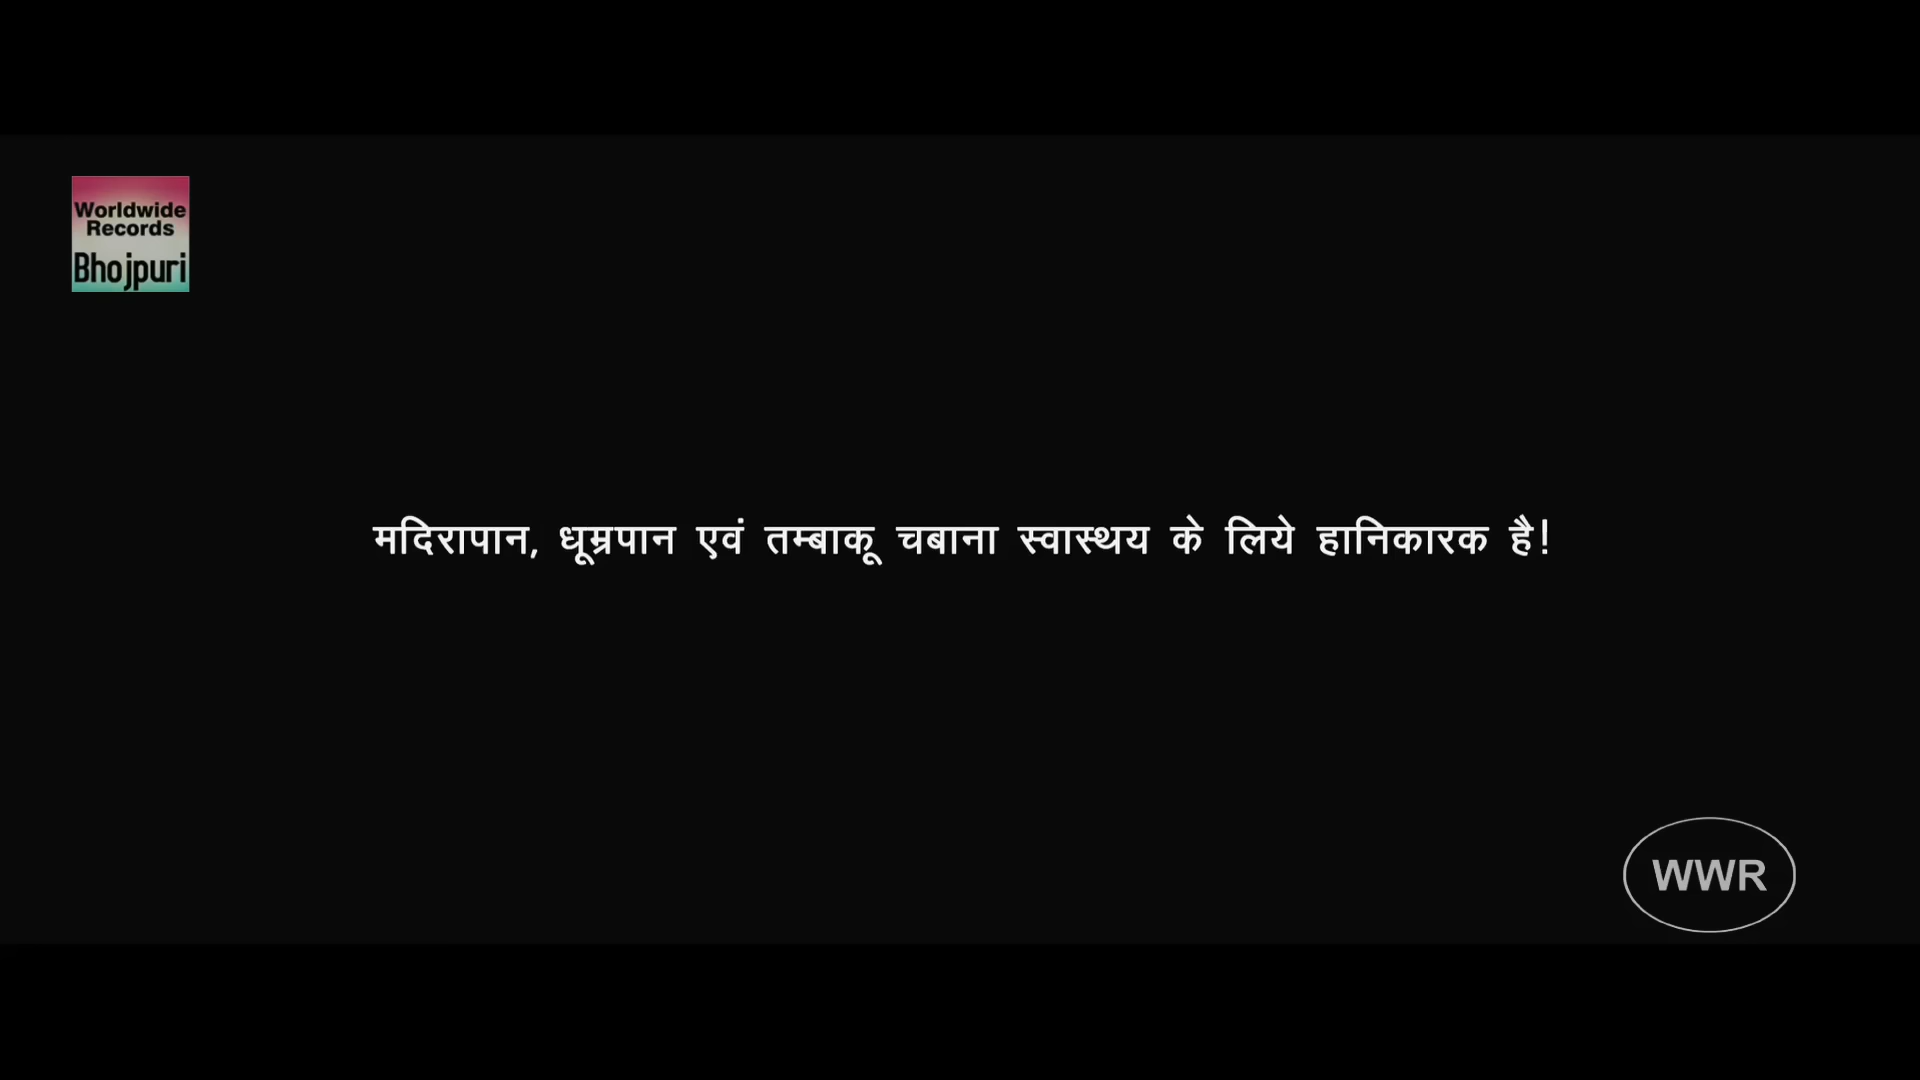 Worldwide
Records
Bhojpuri
मदिरापान, धूम्रपान एवं तम्बाकू चबाना स्वास्थय के लिये हानिकारक है!
WWR